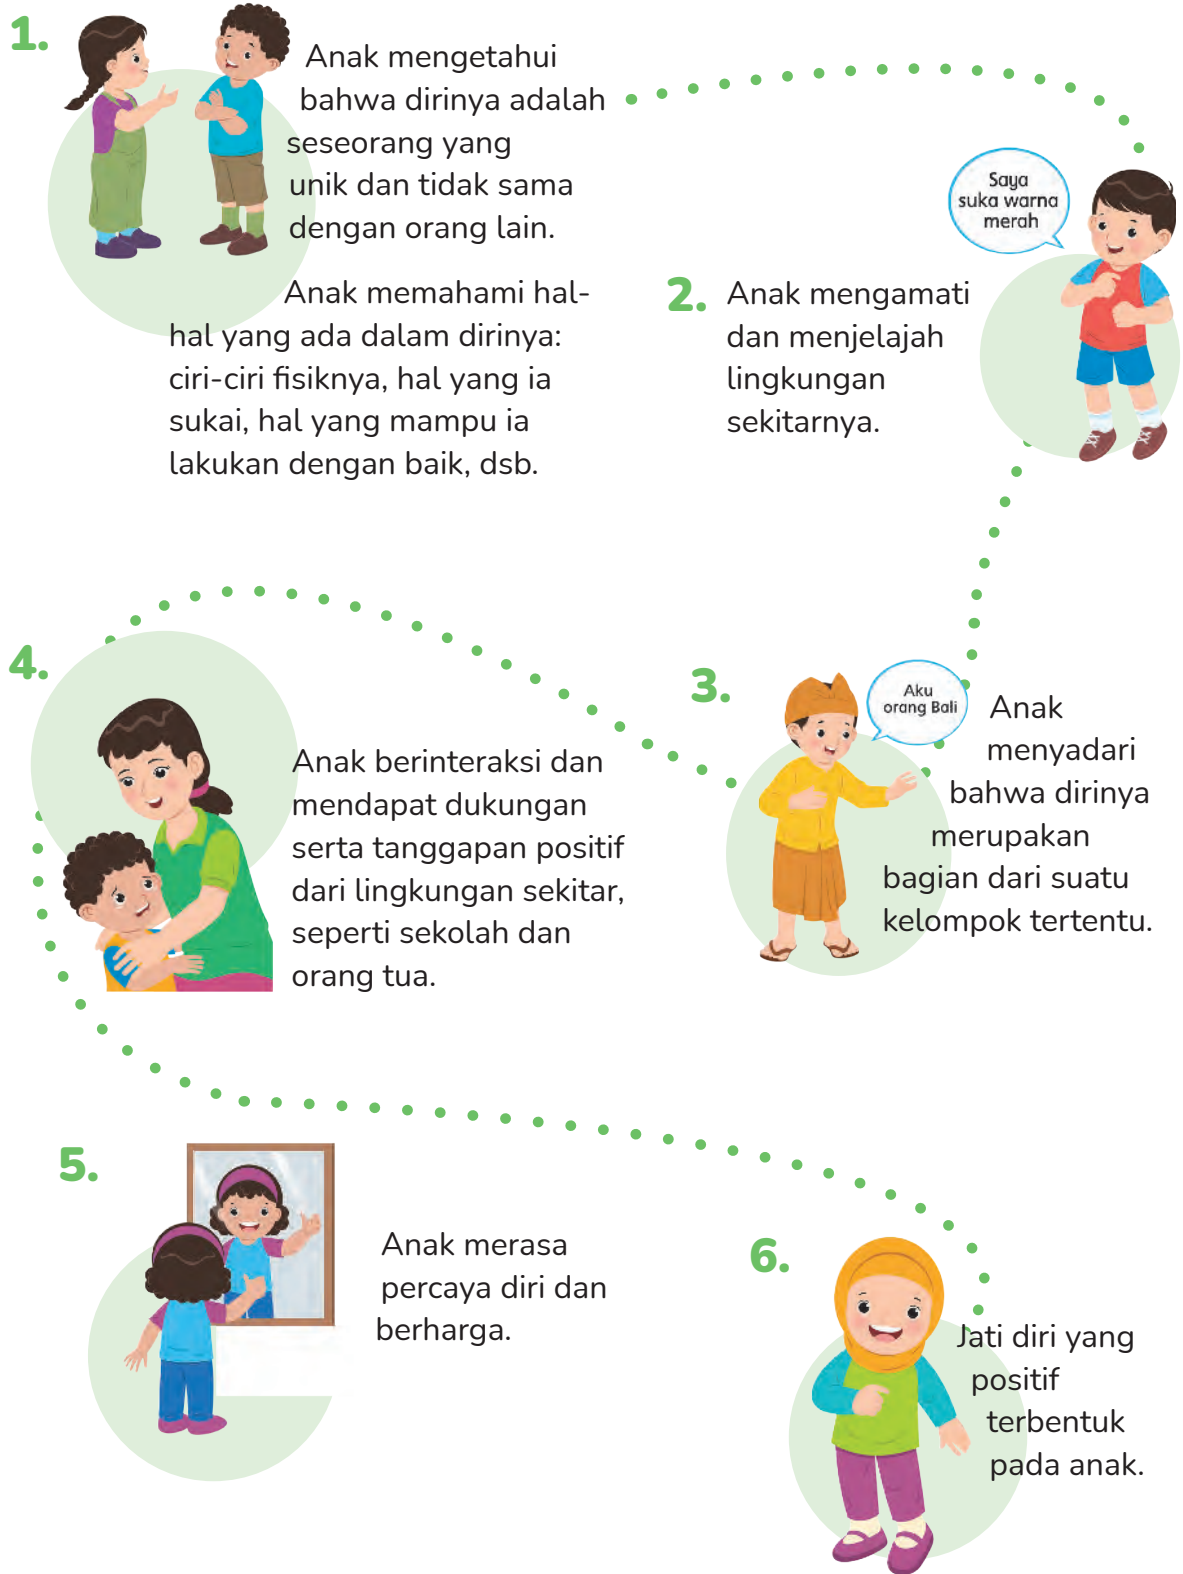 1.
Anak mengetahui
bahwa dirinya adalah
seseorang yang
unik dan tidak sama
dengan orang lain.
Anak memahami hal-
hal yang ada dalam dirinya:
ciri-ciri fisiknya, hal yang ia
sukai, hal yang mampu ia
lakukan dengan baik, dsb.
Saya
suka warna
merah
2.
Anak mengamati
dan menjelajah
lingkungan
sekitarnya.
3.
Aku
orang Bali
Anak
menyadari
bahwa dirinya
merupakan
bagian dari suatu
kelompok tertentu.
4.
Anak berinteraksi dan
mendapat dukungan
serta tanggapan positif
dari lingkungan sekitar,
seperti sekolah dan
orang tua.
5.
Anak merasa
percaya diri dan
berharga.
6.
Jati diri yang
positif
terbentuk
pada anak.